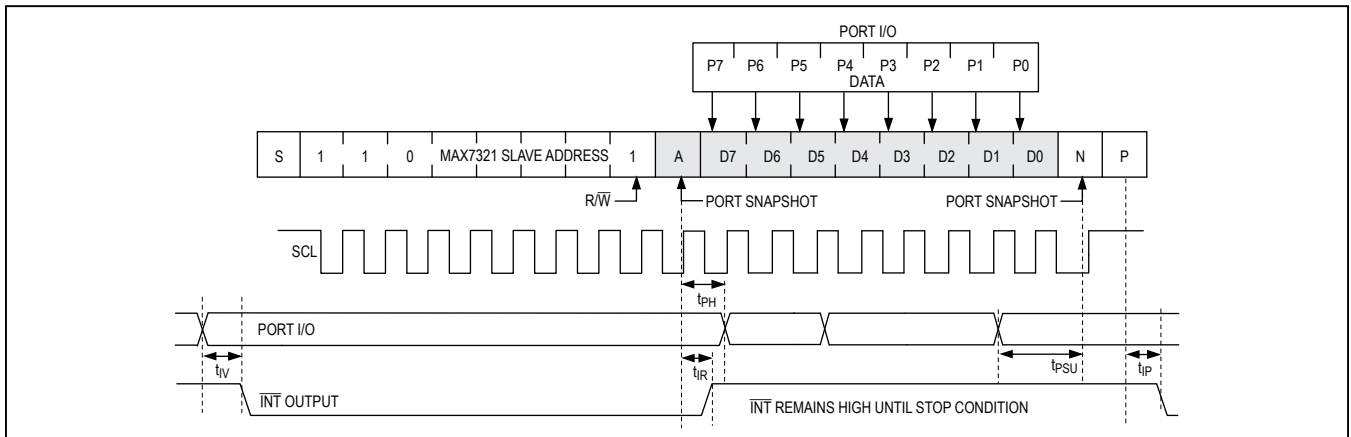 PORT I/O
P7 P6 P5 P4 P3 P2 P1 P0
DATA
S 1 1 0 MAX7321 SLAVE ADDRESS 1 A D7 D6 D5 D4 D3 D2 D1 D0 N P
R/W̅ PORT SNAPSHOT PORT SNAPSHOT
SCL
tPH
PORT I/O
tIV tIR tPSU tIP
I̅N̅T̅ OUTPUT I̅N̅T̅ REMAINS HIGH UNTIL STOP CONDITION